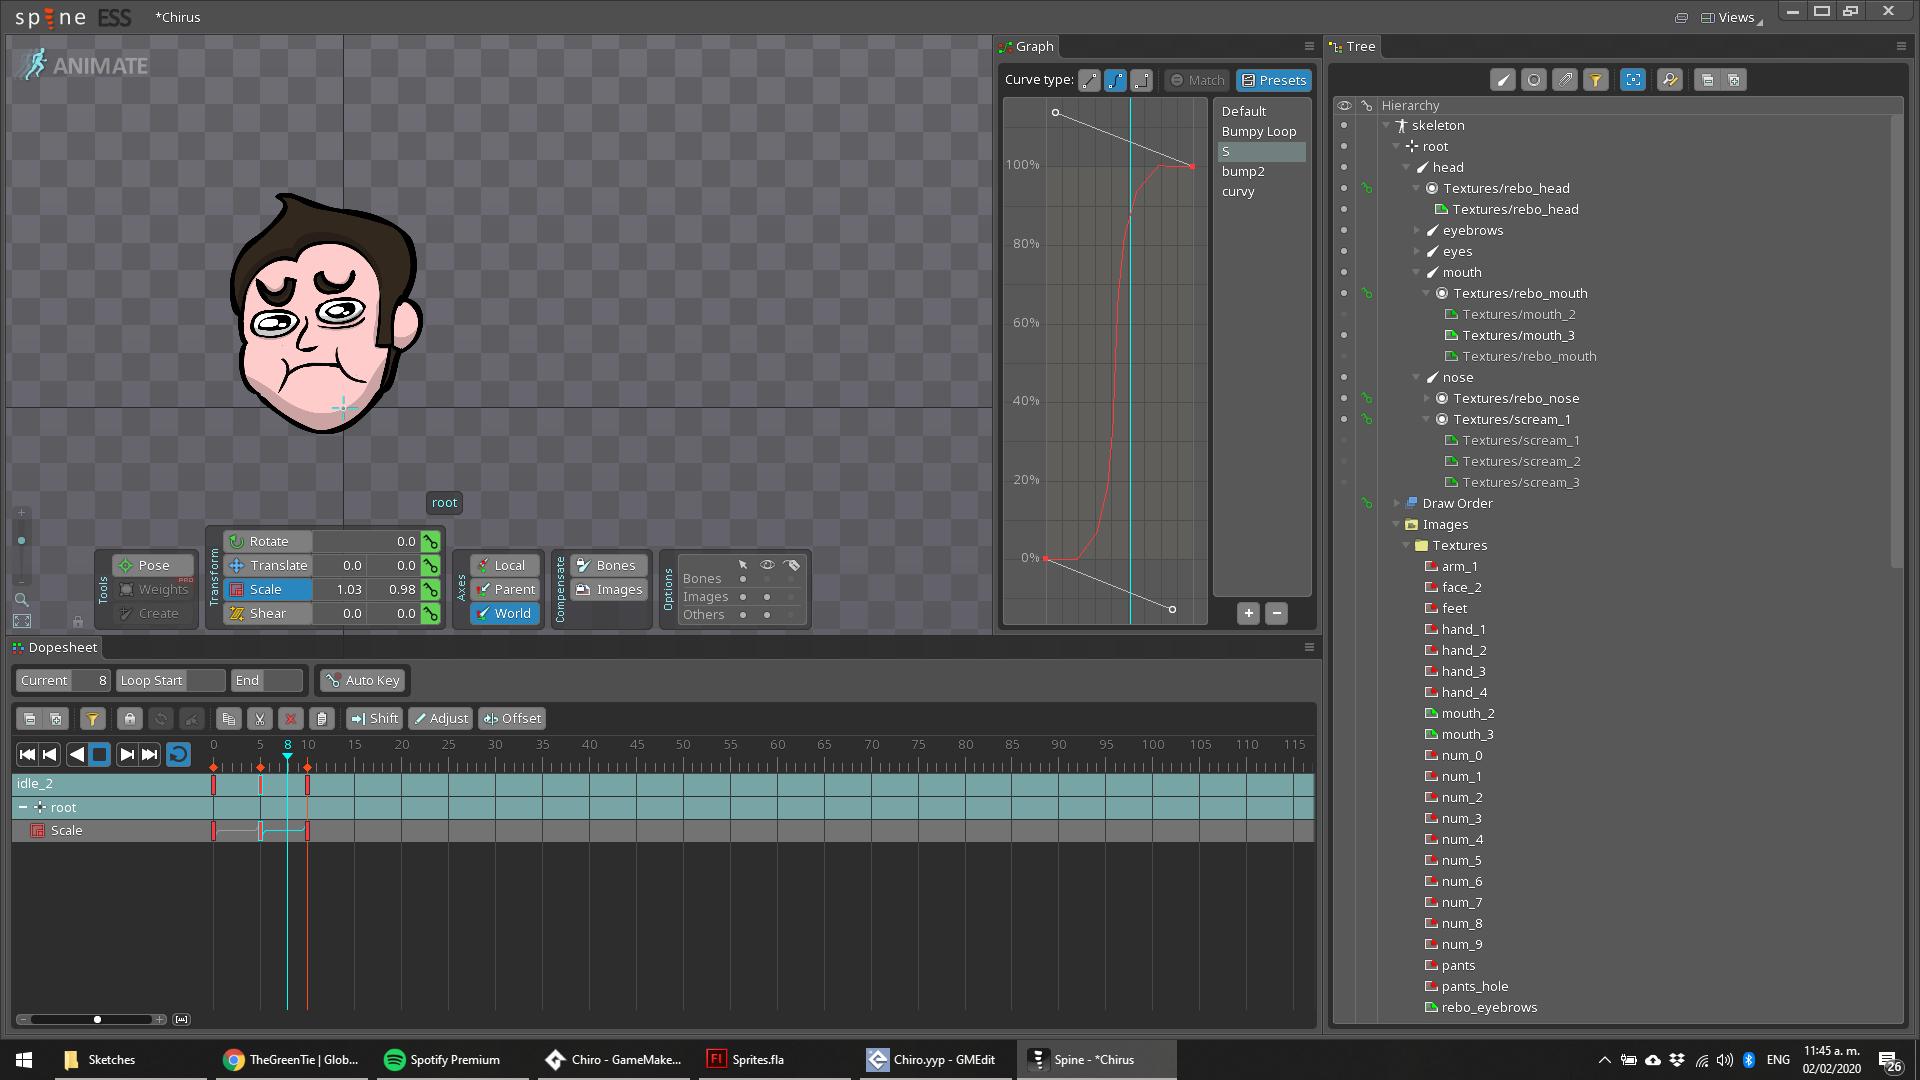 spine ESS
*Chirus
Views
ANIMATE
root
Tools
Pose
Weights PRO
Create
Transform
Rotate 0.0
Translate 0.0 0.0
Scale 1.03 0.98
Shear 0.0 0.0
Axes
Local
Parent
World
Compensate
Bones
Images
Options
Bones
Images
Others
Graph
Curve type: Match Presets
100%
80%
60%
40%
20%
0%
Default
Bumpy Loop
S
bump2
curvy
Tree
Hierarchy
skeleton
root
head
Textures/rebo_head
Textures/rebo_head
eyebrows
eyes
mouth
Textures/rebo_mouth
Textures/mouth_2
Textures/mouth_3
Textures/rebo_mouth
nose
Textures/rebo_nose
Textures/scream_1
Textures/scream_1
Textures/scream_2
Textures/scream_3
Draw Order
Images
Textures
arm_1
face_2
feet
hand_1
hand_2
hand_3
hand_4
mouth_2
mouth_3
num_0
num_1
num_2
num_3
num_4
num_5
num_6
num_7
num_8
num_9
pants
pants_hole
rebo_eyebrows
Dopesheet
Current 8 Loop Start End Auto Key
Shift Adjust Offset
0 5 8 10 15 20 25 30 35 40 45 50 55 60 65 70 75 80 85 90 95 100 105 110 115
idle_2
root
Scale
Sketches
TheGreenTie | Glob...
Spotify Premium
Chiro - GameMake...
Sprites.fla
Chiro.yyp - GMEdit
Spine - *Chirus
ENG
11:45 a. m.
02/02/2020
26